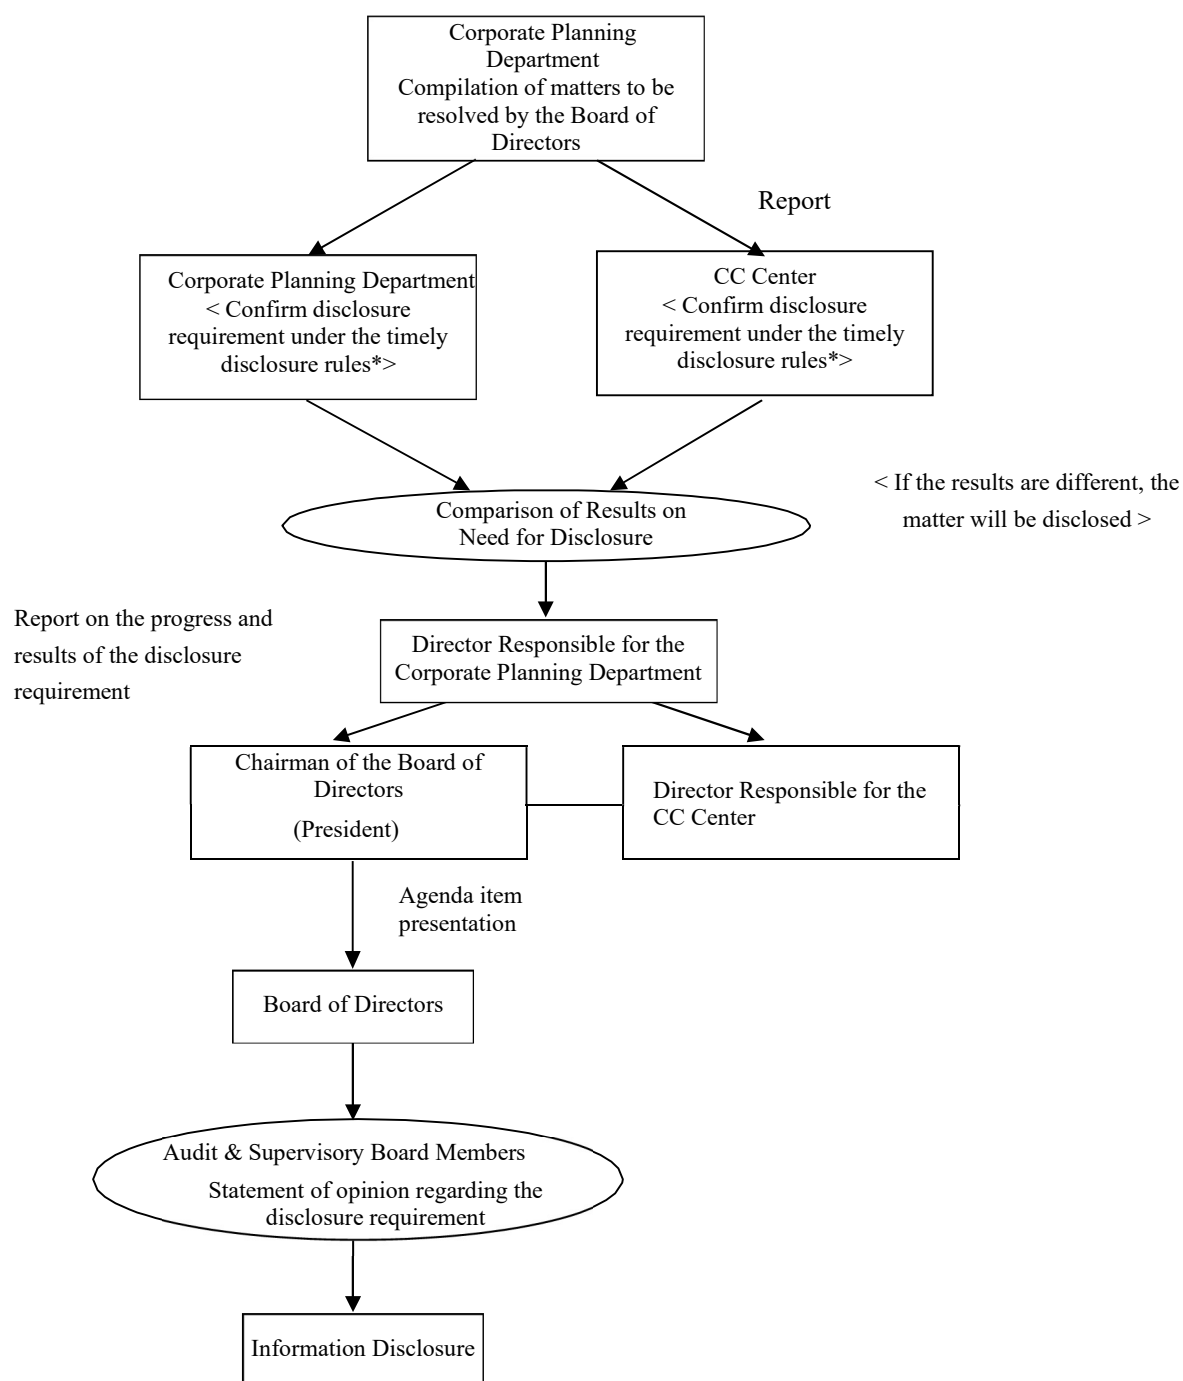 Corporate Planning
Department
Compilation of matters to be
resolved by the Board of
Directors
Report
Corporate Planning Department
< Confirm disclosure
requirement under the timely
disclosure rules*>
CC Center
< Confirm disclosure
requirement under the timely
disclosure rules*>
< If the results are different, the
matter will be disclosed >
Comparison of Results on
Need for Disclosure
Report on the progress and
results of the disclosure
requirement
Director Responsible for the
Corporate Planning Department
Chairman of the Board of
Directors
(President)
Director Responsible for the
CC Center
Agenda item
presentation
Board of Directors
Audit & Supervisory Board Members
Statement of opinion regarding the
disclosure requirement
Information Disclosure